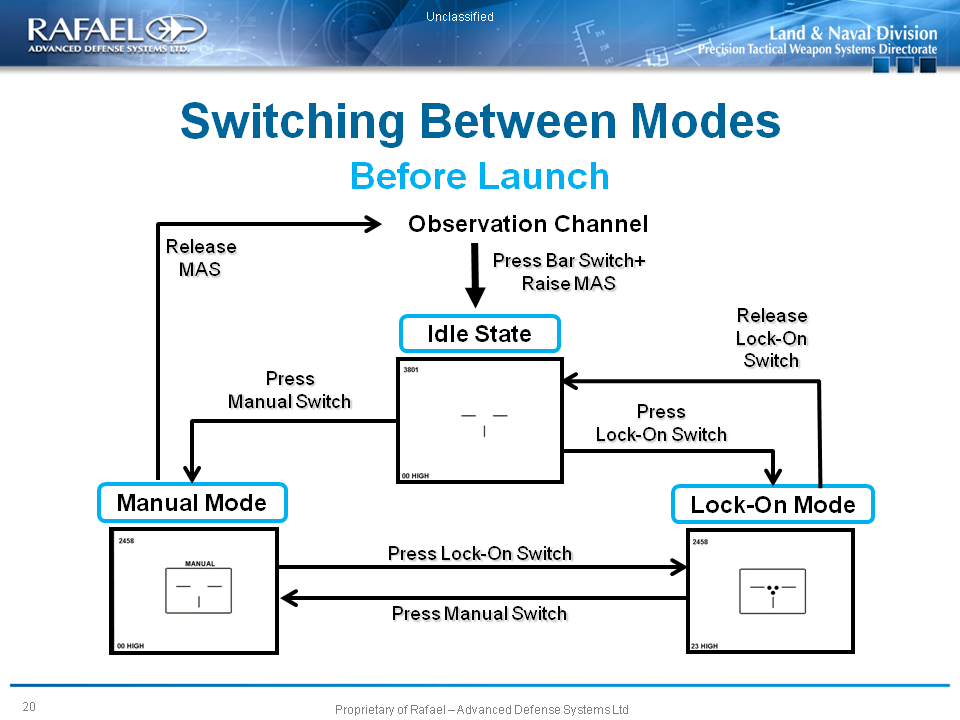 Unclassified
RAFAEL
ADVANCED DEFENSE SYSTEMS LTD.
Land & Naval Division
Precision Tactical Weapon Systems Directorate
Switching Between Modes
Before Launch
Observation Channel
Release
MAS
Press Bar Switch+
Raise MAS
Idle State
Release
Lock-On
Switch
3801
00 HIGH
Press
Manual Switch
Press
Lock-On Switch
Manual Mode
Lock-On Mode
2458
MANUAL
00 HIGH
Press Lock-On Switch
Press Manual Switch
2458
23 HIGH
20
Proprietary of Rafael – Advanced Defense Systems Ltd